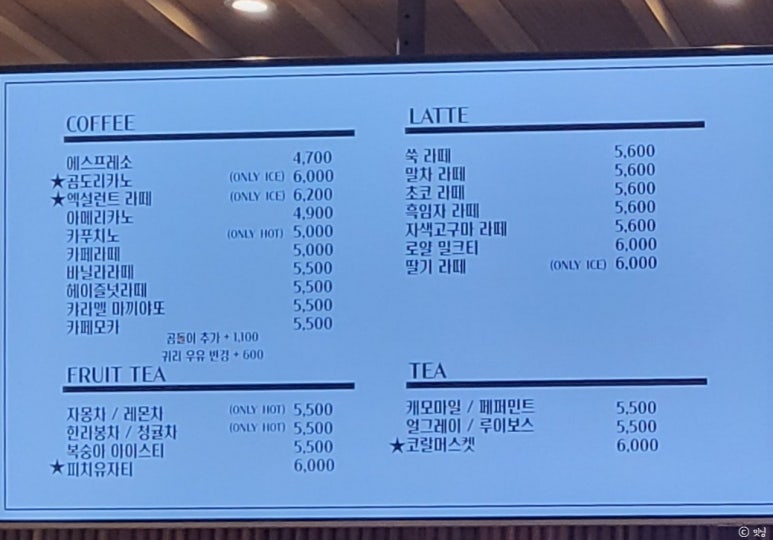 COFFEE
에스프레소 4,700
★곰도리카노 (ONLY ICE) 6,000
★엑설런트 라떼 (ONLY ICE) 6,200
아메리카노 4,900
카푸치노 (ONLY HOT) 5,000
카페라떼 5,000
바닐라라떼 5,500
헤이즐넛라떼 5,500
카라멜 마끼야또 5,500
카페모카 5,500
곰돌이 추가 + 1,100
귀리 우유 변경 + 600
FRUIT TEA
자몽차 / 레몬차 (ONLY HOT) 5,500
한라봉차 / 청귤차 (ONLY HOT) 5,500
복숭아 아이스티 5,500
★피치유자티 6,000
LATTE
쑥 라떼 5,600
말차 라떼 5,600
초코 라떼 5,600
흑임자 라떼 5,600
자색고구마 라떼 5,600
로얄 밀크티 6,000
딸기 라떼 (ONLY ICE) 6,000
TEA
캐모마일 / 페퍼민트 5,500
얼그레이 / 루이보스 5,500
★코랄머스켓 6,000
ⓒ 맛님